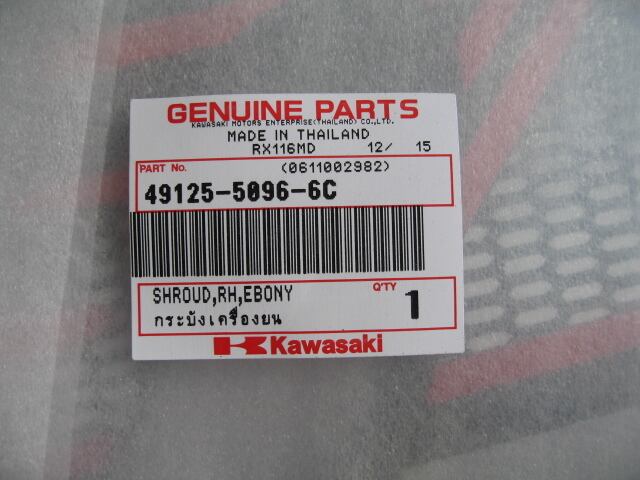 GENUINE PARTS
KAWASAKI MOTORS ENTERPRISE(THAILAND) CO.,LTD.
MADE IN THAILAND
RX116MD 12/ 15
PART No. (0611002982)
49125-5096-6C
SHROUD,RH,EBONY Q'TY 1
กระบังเครื่องยน
Kawasaki